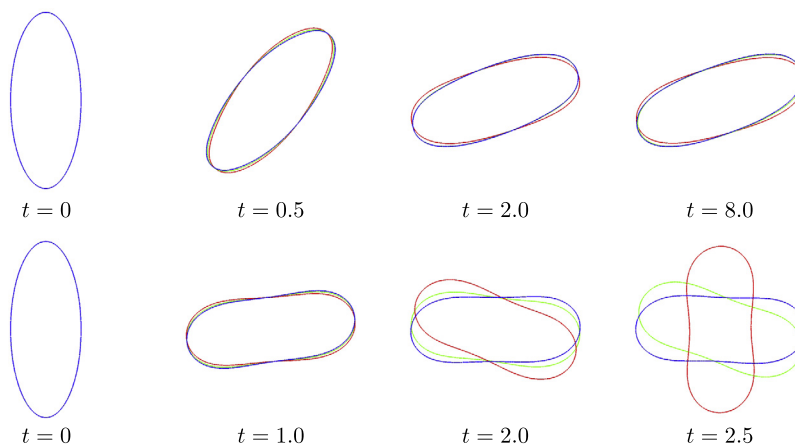 t = 0 t = 0.5 t = 2.0 t = 8.0
t = 0 t = 1.0 t = 2.0 t = 2.5